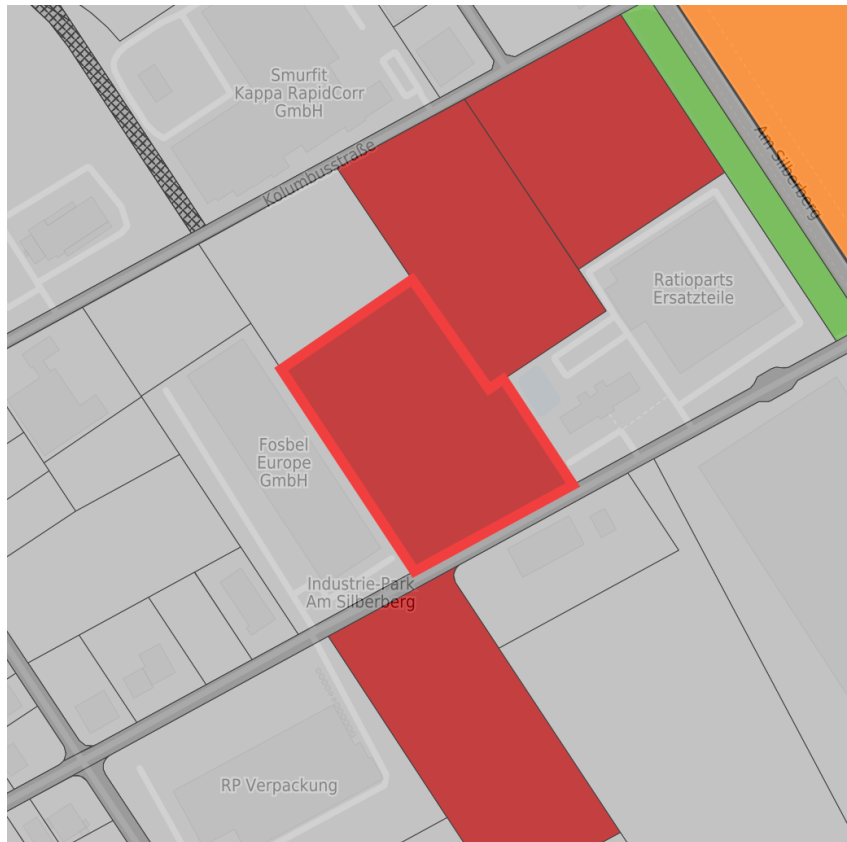 Smurfit
Kappa RapidCorr
GmbH
Kolumbusstraße
Am Silberberg
Ratioparts
Ersatzteile
Fosbel
Europe
GmbH
Industrie-Park
Am Silberberg
RP Verpackung